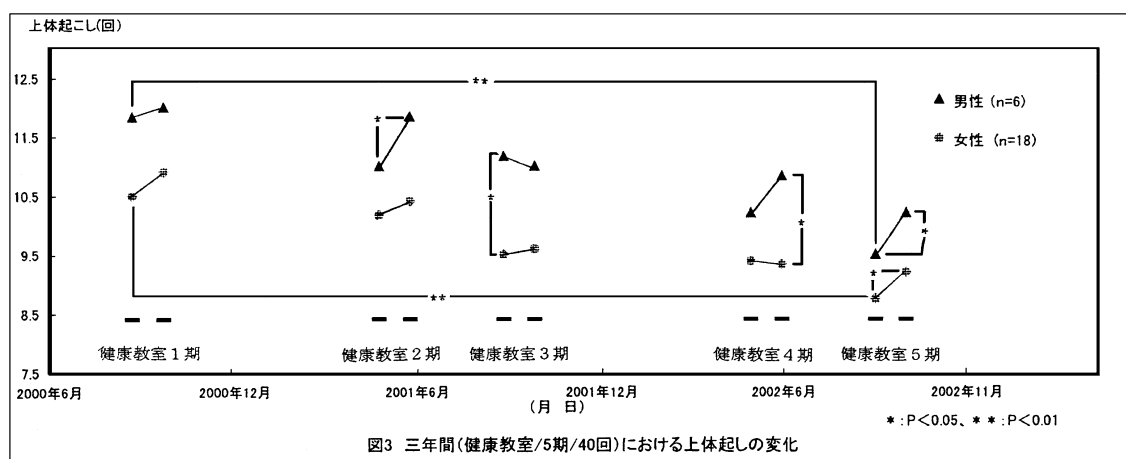 上体起こし(回)
12.5
11.5
10.5
9.5
8.5
7.5
**
*
*
*
*
*
**
▲ 男性 (n=6)
女性 (n=18)
健康教室1期
健康教室2期
健康教室3期
健康教室4期
健康教室5期
2000年6月
2000年12月
2001年6月
2001年12月
2002年6月
2002年11月
(月 日)
*:P<0.05、**:P<0.01
図3 三年間(健康教室/5期/40回)における上体起しの変化